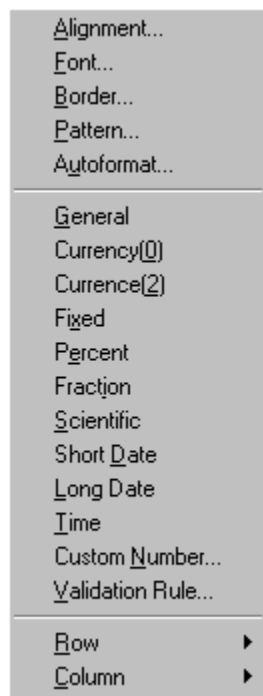 Alignment...
Font...
Border...
Pattern...
Autoformat...
General
Currency(0)
Currence(2)
Fixed
Percent
Fraction
Scientific
Short Date
Long Date
Time
Custom Number...
Validation Rule...
Row
Column